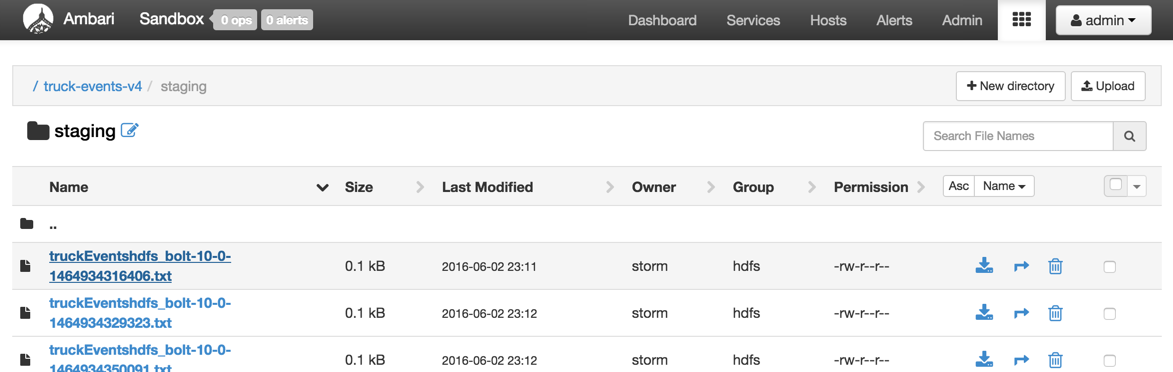 Ambari Sandbox 0 ops 0 alerts Dashboard Services Hosts Alerts Admin admin
/ truck-events-v4 / staging New directory Upload
staging Search File Names
Name Size Last Modified Owner Group Permission Asc Name
..
truckEventshdfs_bolt-10-0-
1464934316406.txt 0.1 kB 2016-06-02 23:11 storm hdfs -rw-r--r--
truckEventshdfs_bolt-10-0-
1464934329323.txt 0.1 kB 2016-06-02 23:12 storm hdfs -rw-r--r--
truckEventshdfs_bolt-10-0-
1464934350091.txt 0.1 kB 2016-06-02 23:12 storm hdfs -rw-r--r--